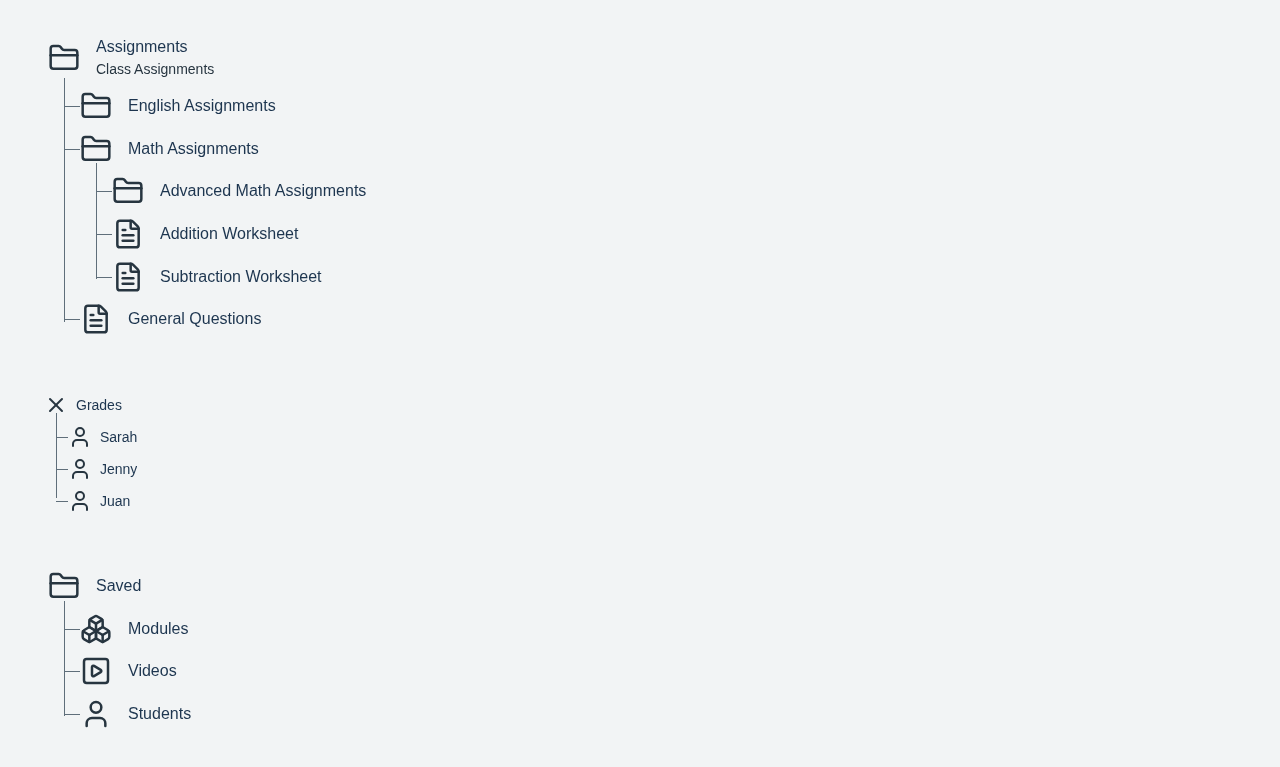 Assignments
Class Assignments
English Assignments
Math Assignments
Advanced Math Assignments
Addition Worksheet
Subtraction Worksheet
General Questions
Grades
Sarah
Jenny
Juan
Saved
Modules
Videos
Students